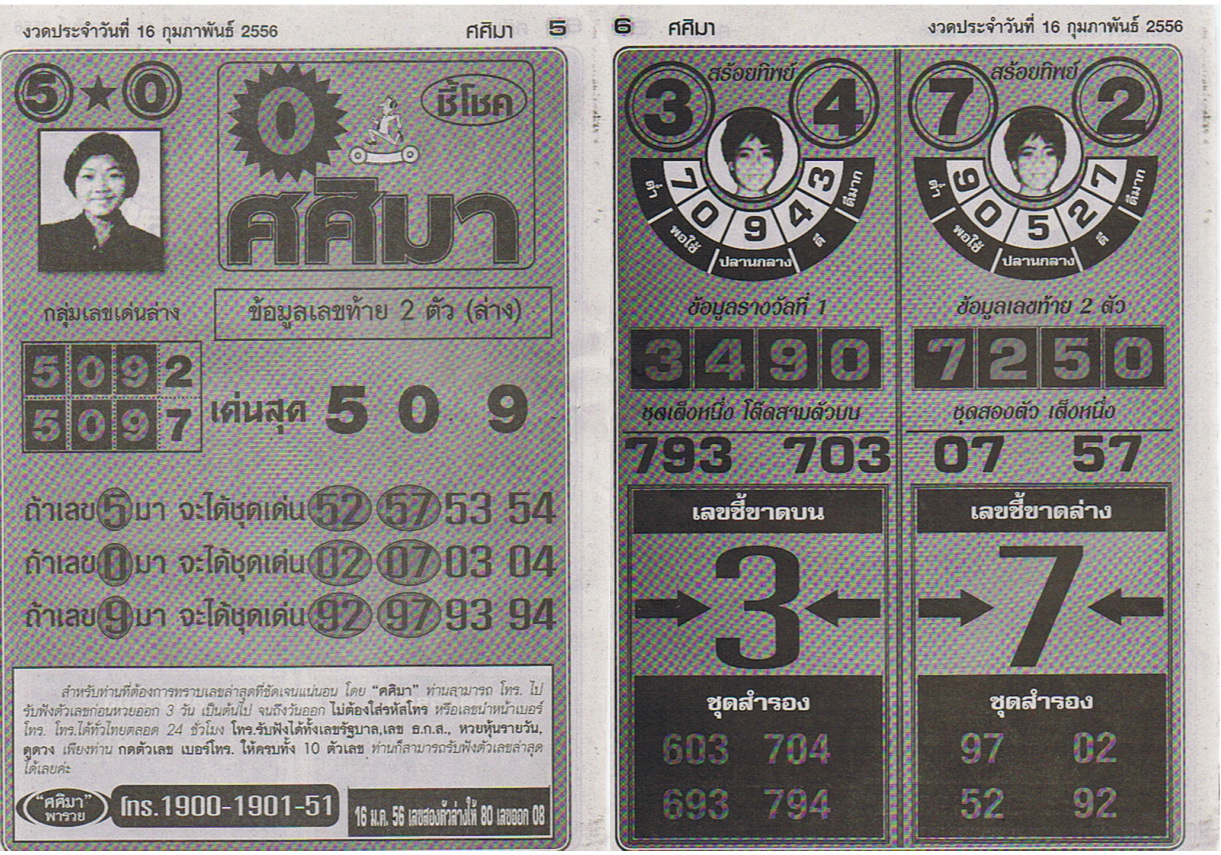 งวดประจำวันที่ 16 กุมภาพันธ์ 2556 ศศิมา 5
5 ★ 0
0
ชี้โชค
ศศิมา
กลุ่มเลขเด่นล่าง
ข้อมูลเลขท้าย 2 ตัว (ล่าง)
5 0 9 2
5 0 9 7
เด่นสุด 5 0 9
ถ้าเลข 5 มา จะได้ชุดเด่น 52 57 53 54
ถ้าเลข 0 มา จะได้ชุดเด่น 02 07 03 04
ถ้าเลข 9 มา จะได้ชุดเด่น 92 97 93 94
สำหรับท่านที่ต้องการทราบเลขล่าสุดที่ชัดเจนแน่นอน โดย "ศศิมา" ท่านสามารถ โทร. ไป
รับฟังตัวเลขก่อนหวยออก 3 วัน เป็นต้นไป จนถึงวันออก ไม่ต้องใส่รหัสโทร หรือเลขนำหน้าเบอร์
โทร. โทร.ได้ทั่วไทยตลอด 24 ชั่วโมง โทร.รับฟังได้ทั้งเลขรัฐบาล,เลข ธ.ก.ส., หวยหุ้นรายวัน,
ดูดวง เพียงท่าน กดตัวเลข เบอร์โทร. ให้ครบทั้ง 10 ตัวเลข ท่านก็สามารถรับฟังตัวเลขล่าสุด
ได้เลยค่ะ
"ศศิมา"
พารวย
โทร.1900-1901-51
16 ม.ค. 56 เลขสองตัวล่างให้ 80 เลขออก 08
6 ศศิมา งวดประจำวันที่ 16 กุมภาพันธ์ 2556
สร้อยทิพย์
3 4
7 0 9 4 3
ต่ำ พอใช้ ปลานกลาง ดี ดีมาก
ข้อมูลรางวัลที่ 1
3 4 9 0
ชุดเต็งหนึ่ง โต๊ดสามตัวบน
793 703
เลขชี้ขาดบน
3
ชุดสำรอง
603 704
693 794
สร้อยทิพย์
7 2
9 0 5 2 7
ต่ำ พอใช้ ปลานกลาง ดี ดีมาก
ข้อมูลเลขท้าย 2 ตัว
7 2 5 0
ชุดสองตัว เต็งหนึ่ง
07 57
เลขชี้ขาดล่าง
7
ชุดสำรอง
97 02
52 92